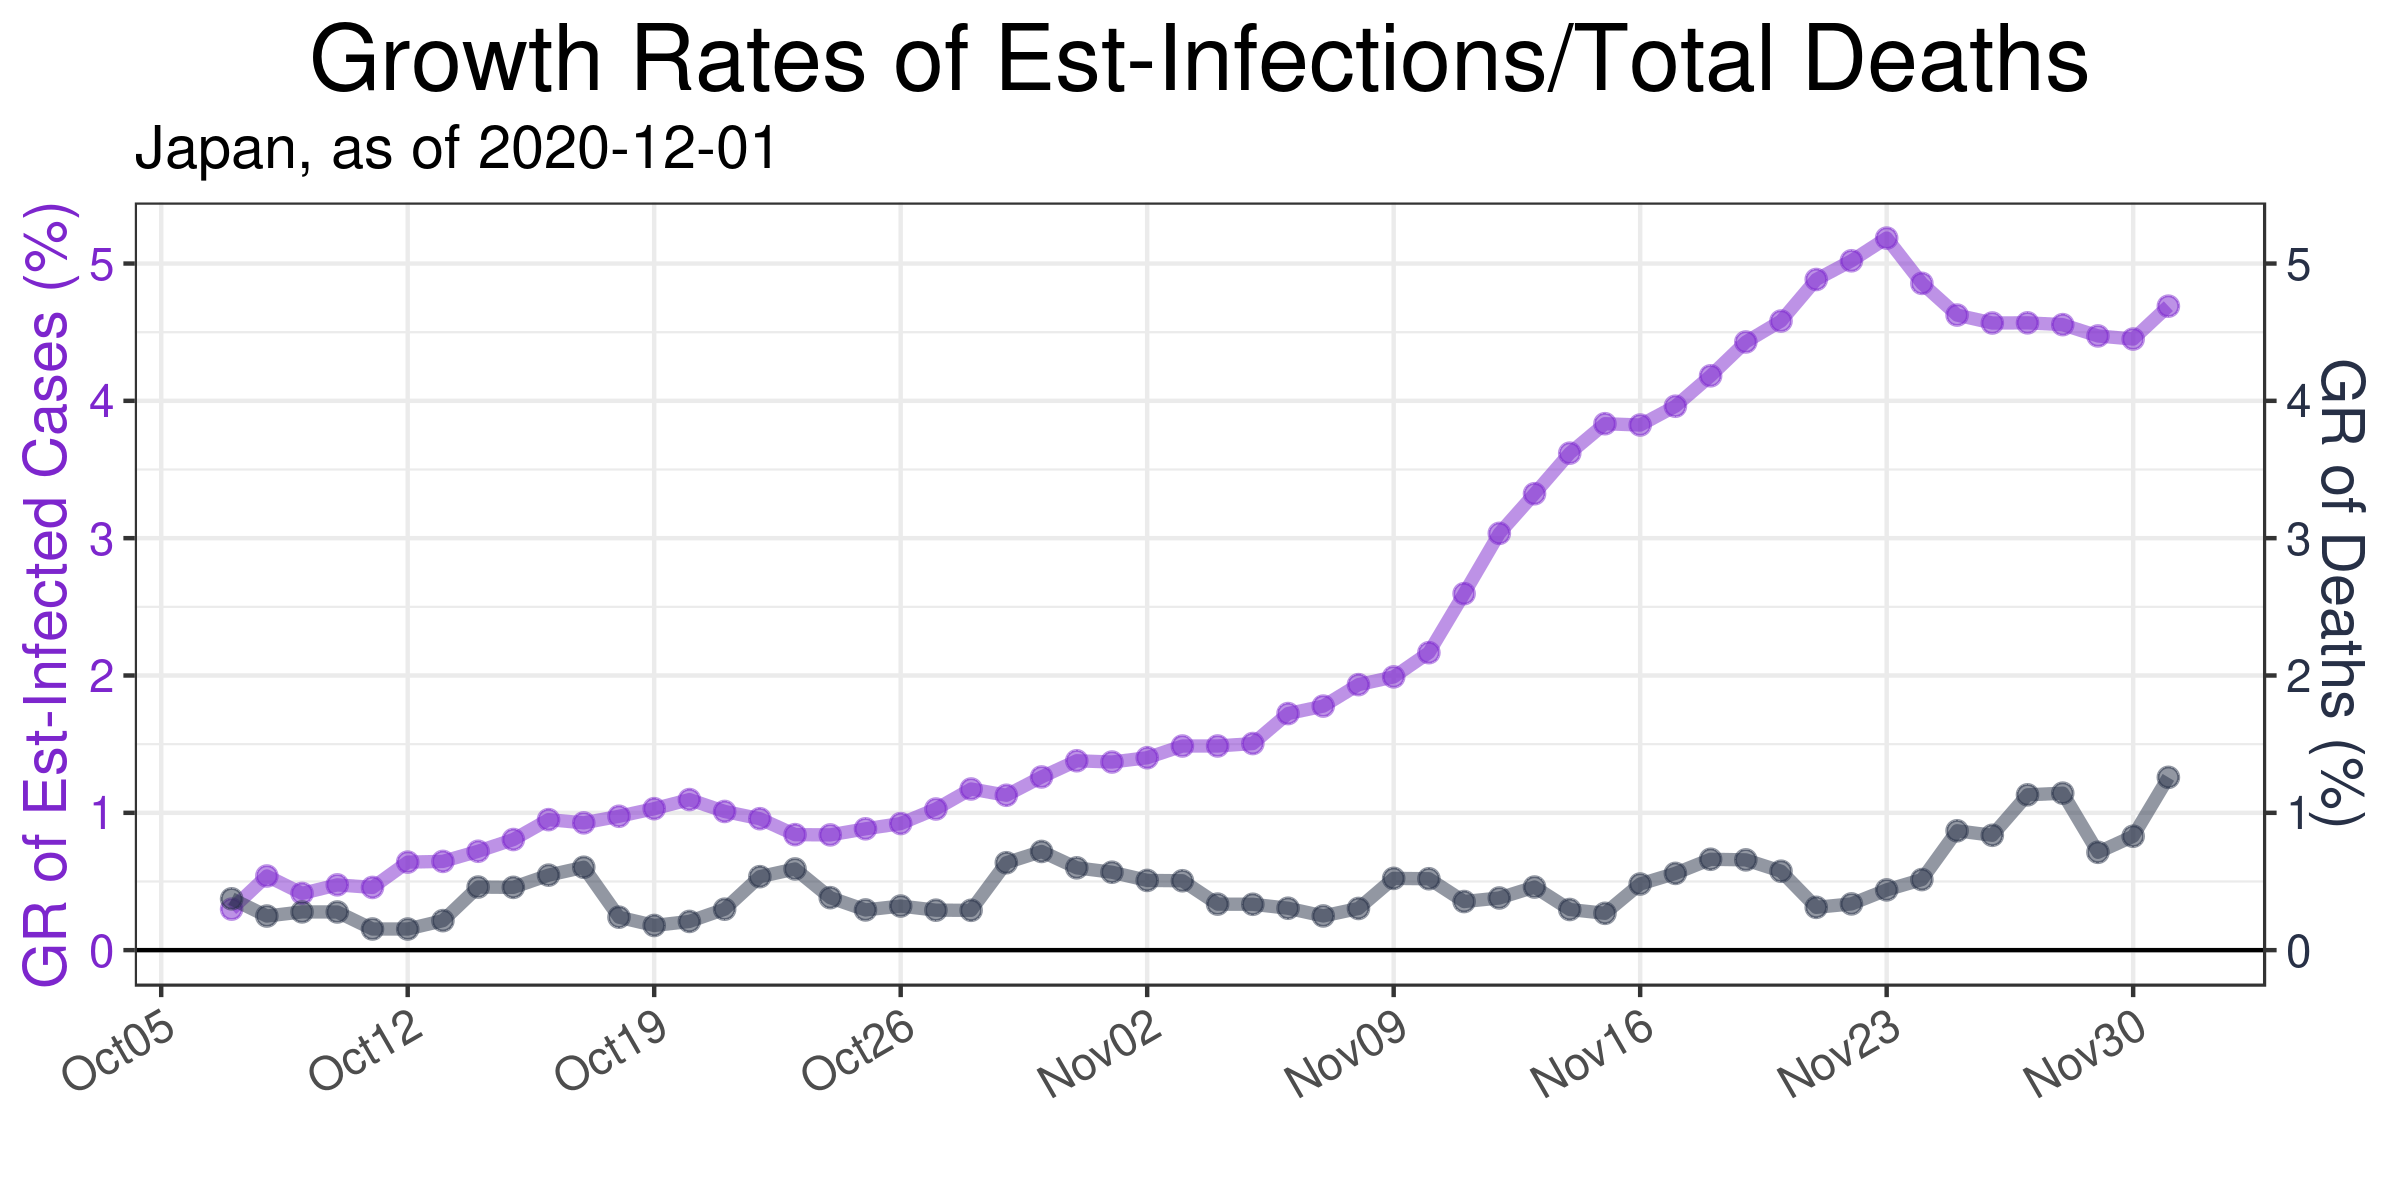 Growth Rates of Est-Infections/Total Deaths
Japan, as of 2020-12-01
GR of Est-Infected Cases (%)
5
4
3
2
1
0
5
4
3
2
1
0
GR of Deaths (%)
Oct05
Oct12
Oct19
Oct26
Nov02
Nov09
Nov16
Nov23
Nov30